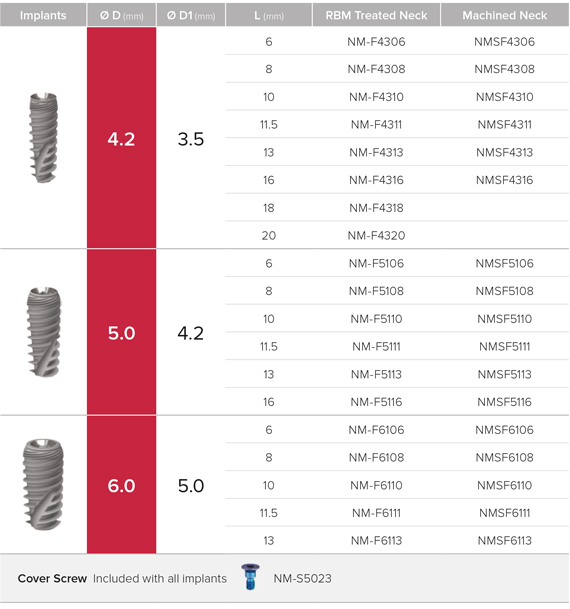 Implants Ø D (mm) Ø D1 (mm) L (mm) RBM Treated Neck Machined Neck
4.2 3.5
6 NM-F4306 NMSF4306
8 NM-F4308 NMSF4308
10 NM-F4310 NMSF4310
11.5 NM-F4311 NMSF4311
13 NM-F4313 NMSF4313
16 NM-F4316 NMSF4316
18 NM-F4318
20 NM-F4320
5.0 4.2
6 NM-F5106 NMSF5106
8 NM-F5108 NMSF5108
10 NM-F5110 NMSF5110
11.5 NM-F5111 NMSF5111
13 NM-F5113 NMSF5113
16 NM-F5116 NMSF5116
6.0 5.0
6 NM-F6106 NMSF6106
8 NM-F6108 NMSF6108
10 NM-F6110 NMSF6110
11.5 NM-F6111 NMSF6111
13 NM-F6113 NMSF6113
Cover Screw Included with all implants NM-S5023